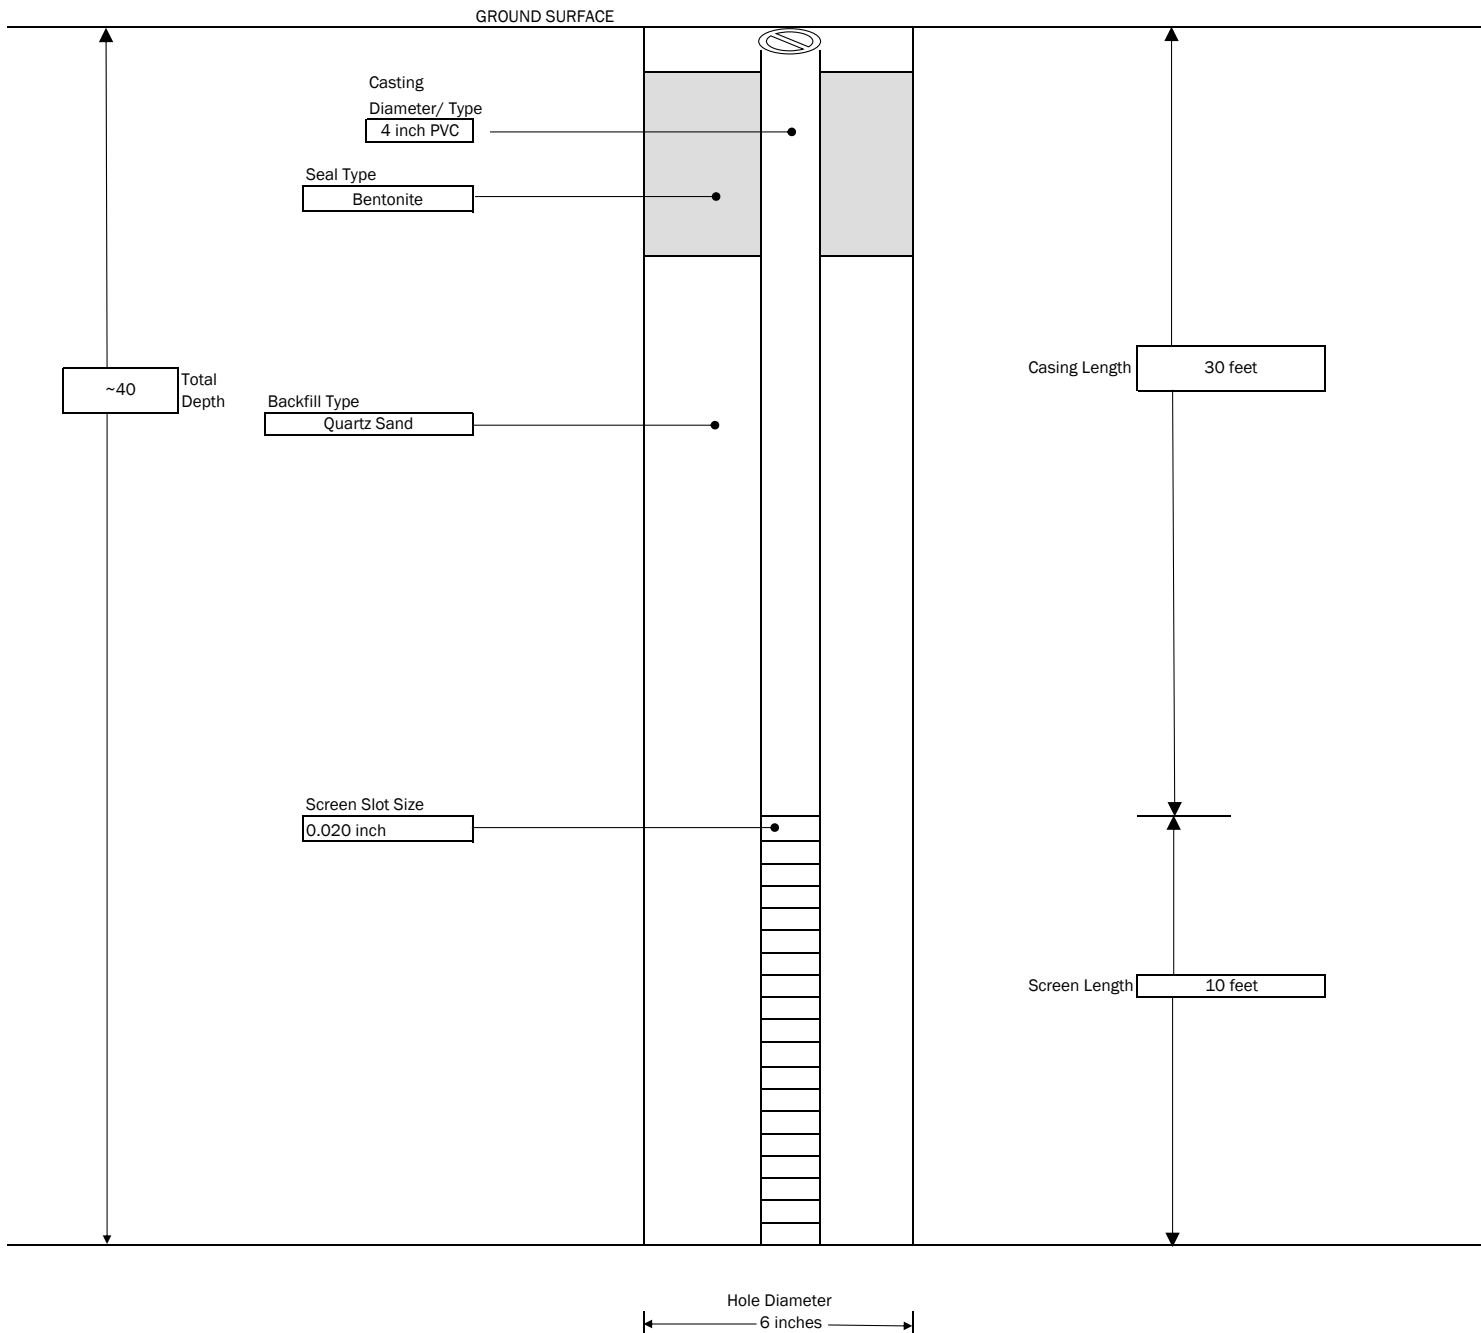 GROUND SURFACE
Casting
Diameter/ Type
4 inch PVC
Seal Type
Bentonite
Casing Length
30 feet
~40
Total
Depth
Backfill Type
Quartz Sand
Screen Slot Size
0.020 inch
Screen Length
10 feet
Hole Diameter
6 inches